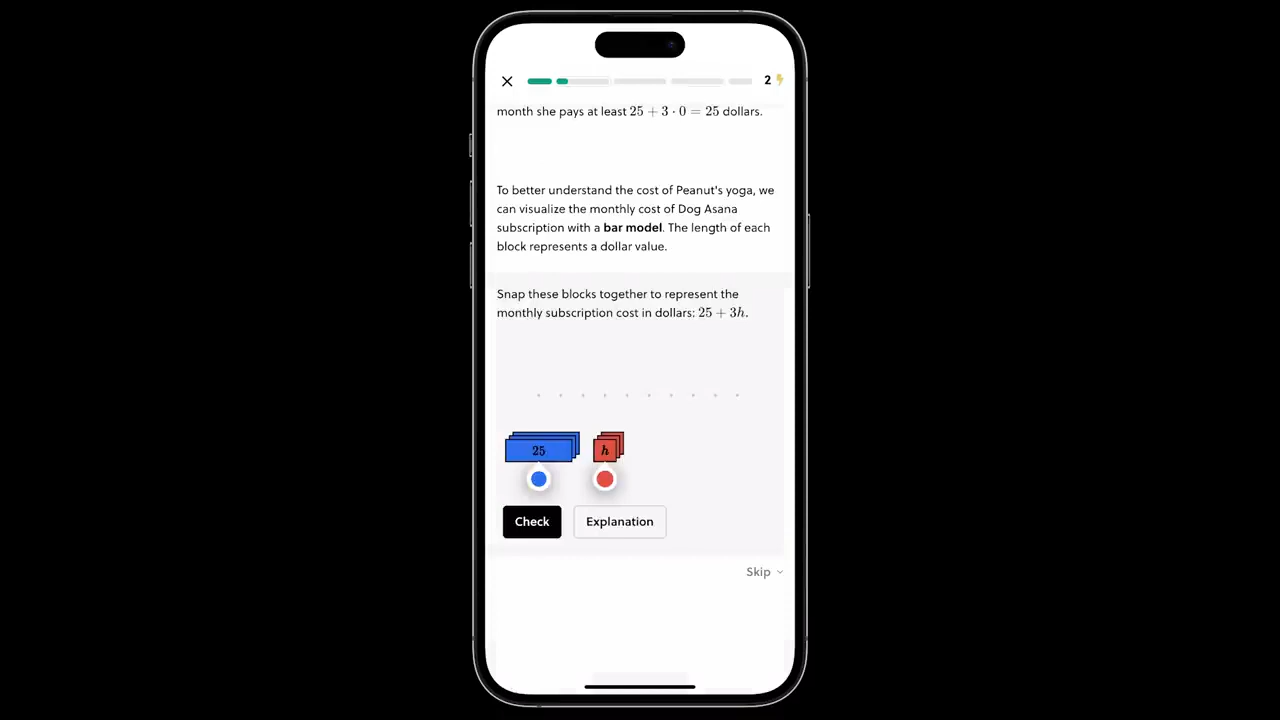 2
month she pays at least 25 + 3 · 0 = 25 dollars.
To better understand the cost of Peanut's yoga, we
can visualize the monthly cost of Dog Asana
subscription with a bar model. The length of each
block represents a dollar value.
Snap these blocks together to represent the
monthly subscription cost in dollars: 25 + 3h.
25 h
Check Explanation
Skip